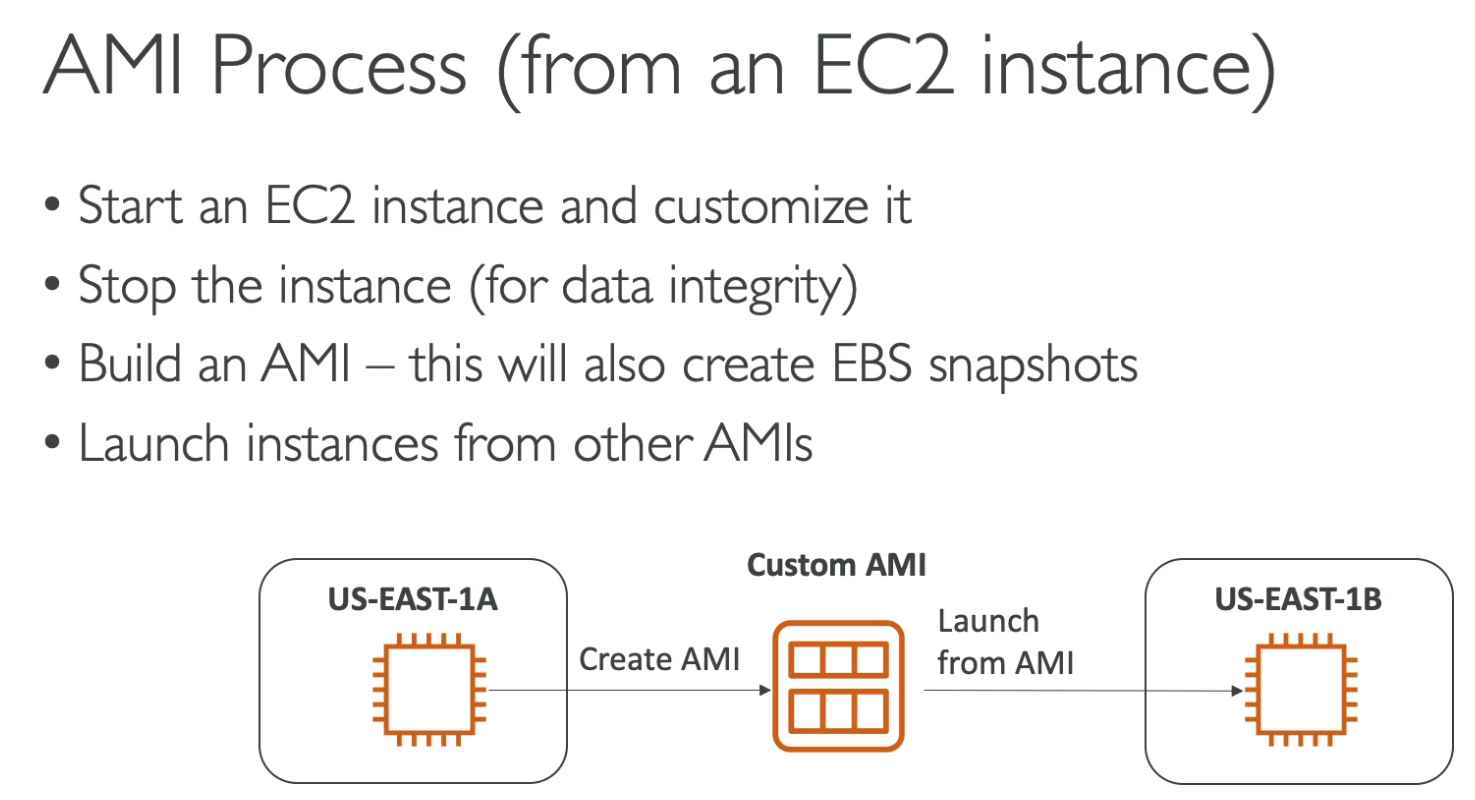 AMI Process (from an EC2 instance)
• Start an EC2 instance and customize it
• Stop the instance (for data integrity)
• Build an AMI – this will also create EBS snapshots
• Launch instances from other AMIs
US-EAST-1A
Create AMI
Custom AMI
Launch
from AMI
US-EAST-1B